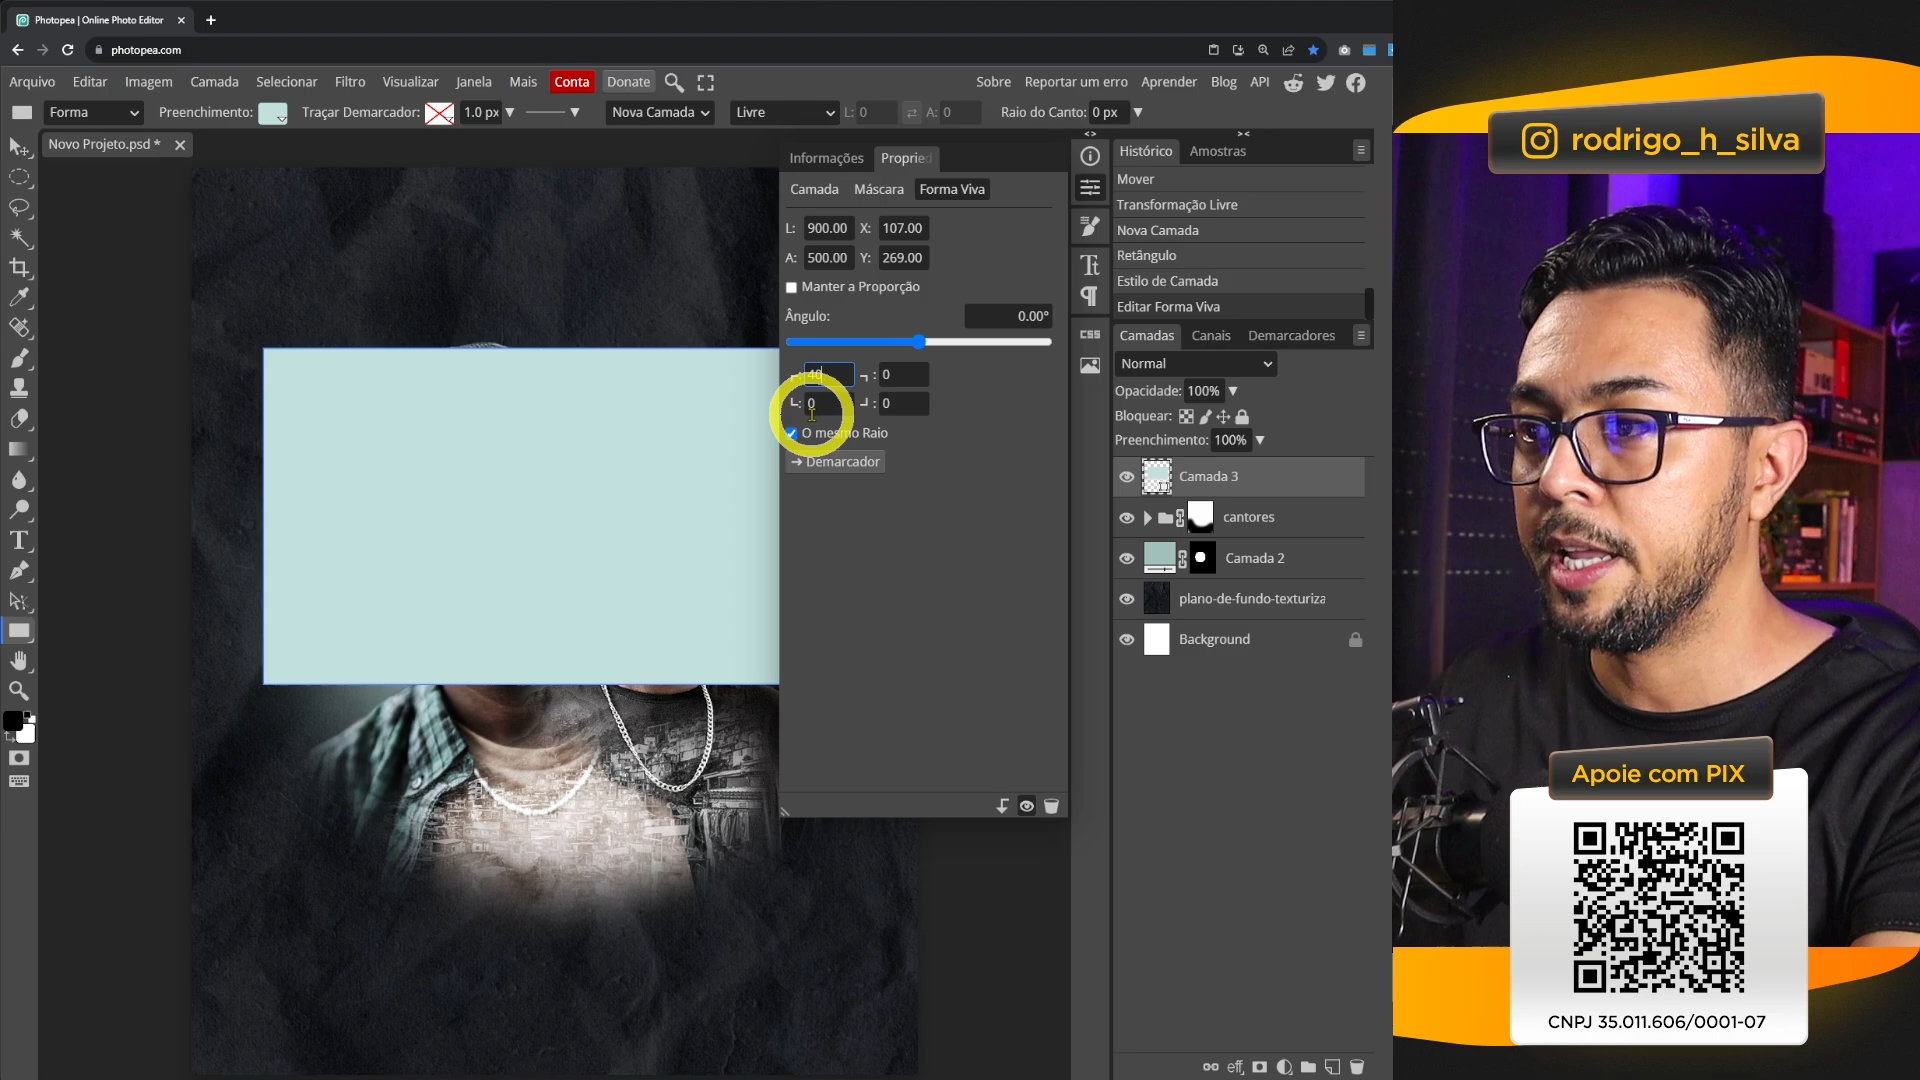 Photopea | Online Photo Editor
photopea.com
Arquivo Editar Imagem Camada Selecionar Filtro Visualizar Janela Mais Conta Donate
Sobre Reportar um erro Aprender Blog API
Forma Preenchimento: Traçar Demarcador: 1.0 px Nova Camada Livre L: 0 A: 0 Raio do Canto: 0 px
Novo Projeto.psd *
Informações Propried
Camada Máscara Forma Viva
L: 900.00 X: 107.00
A: 500.00 Y: 269.00
Manter a Proporção
Ângulo: 0.00°
: 40 : 0
: 0 : 0
O mesmo Raio
→ Demarcador
Histórico Amostras
Mover
Transformação Livre
Nova Camada
Retângulo
Estilo de Camada
Editar Forma Viva
Camadas Canais Demarcadores
Normal
Opacidade: 100%
Bloquear:
Preenchimento: 100%
Camada 3
cantores
Camada 2
plano-de-fundo-texturiza
Background
CSS
eff
rodrigo_h_silva
Apoie com PIX
CNPJ 35.011.606/0001-07